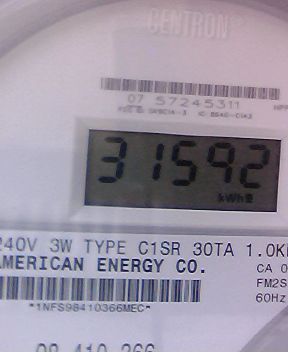 CENTRON®
07 57245311
31592
kWh
240V 3W TYPE C1SR 30TA 1.0K
AMERICAN ENERGY CO.
CA 0
FM2S
60Hz
*1NFS98410366MEC*